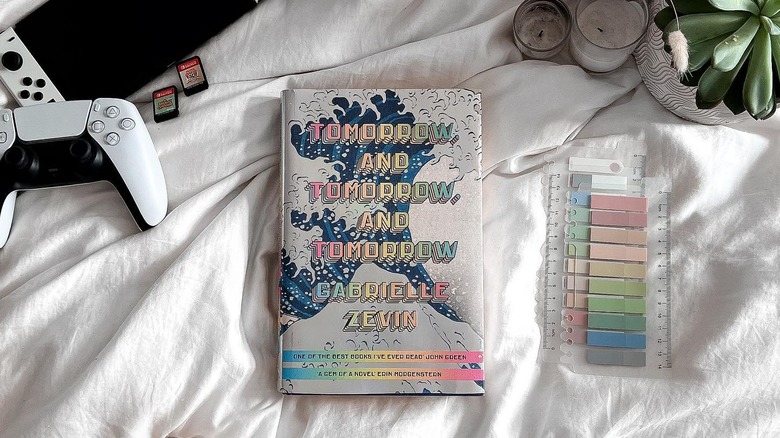 TOMORROW,
AND
TOMORROW,
AND
TOMORROW
GABRIELLE
ZEVIN
'ONE OF THE BEST BOOKS I'VE EVER READ' JOHN GREEN
'A GEM OF A NOVEL' ERIN MORGENSTERN